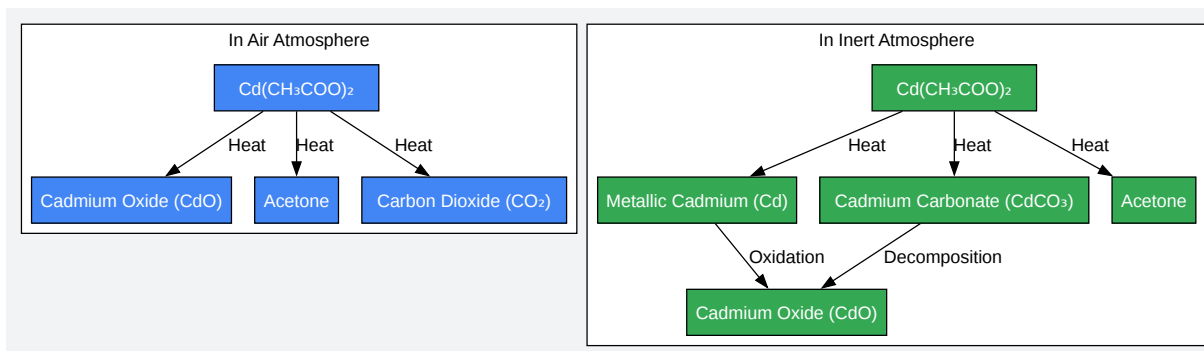 In Air Atmosphere
Cd(CH₃COO)₂
Heat
Heat
Heat
Cadmium Oxide (CdO)
Acetone
Carbon Dioxide (CO₂)
In Inert Atmosphere
Cd(CH₃COO)₂
Heat
Heat
Heat
Metallic Cadmium (Cd)
Cadmium Carbonate (CdCO₃)
Acetone
Oxidation
Decomposition
Cadmium Oxide (CdO)